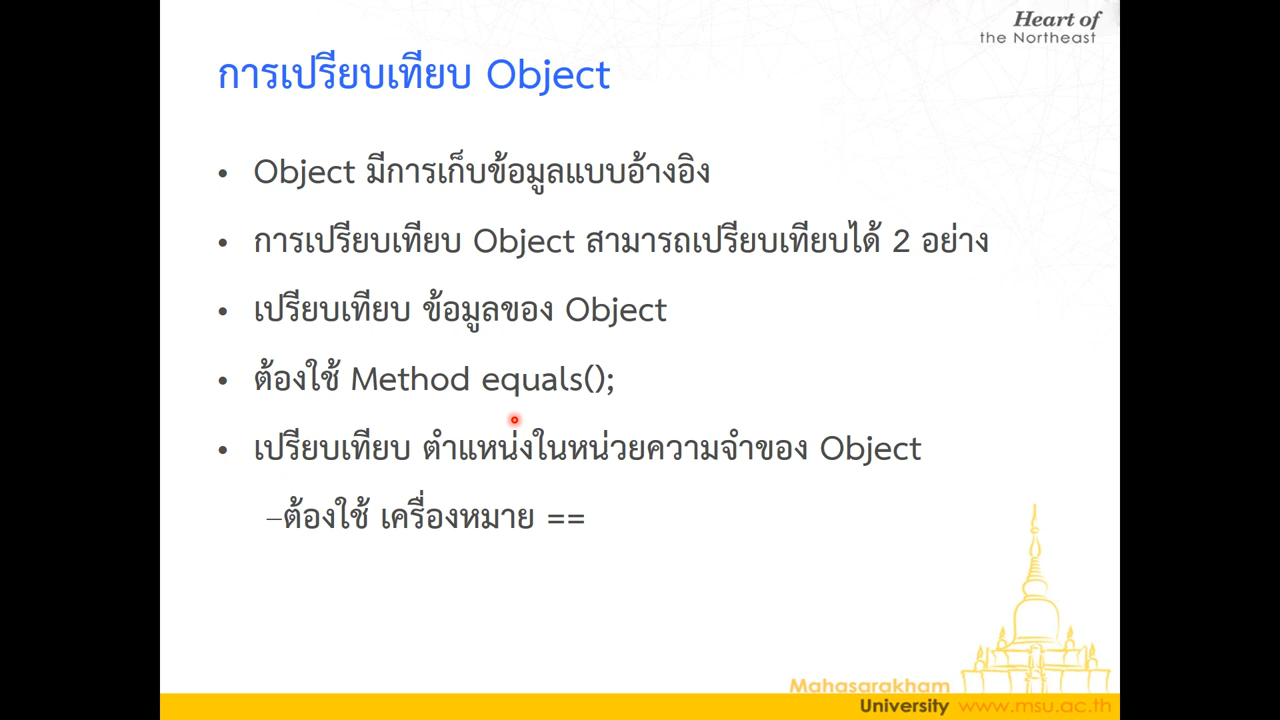 Heart of
the Northeast
การเปรียบเทียบ Object
• Object มีการเก็บข้อมูลแบบอ้างอิง
• การเปรียบเทียบ Object สามารถเปรียบเทียบได้ 2 อย่าง
• เปรียบเทียบ ข้อมูลของ Object
• ต้องใช้ Method equals();
• เปรียบเทียบ ตำแหน่งในหน่วยความจำของ Object
–ต้องใช้ เครื่องหมาย ==
Mahasarakham
University www.msu.ac.th